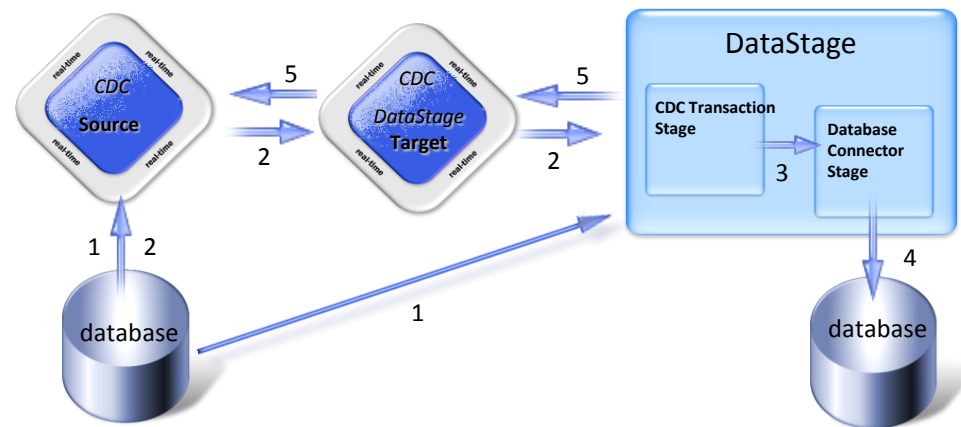 DataStage
real-time
real-time
CDC
Source
real-time
real-time
5
2
real-time
real-time
CDC
DataStage
Target
real-time
real-time
5
2
CDC Transaction
Stage
3
Database
Connector
Stage
1
2
4
database
1
database